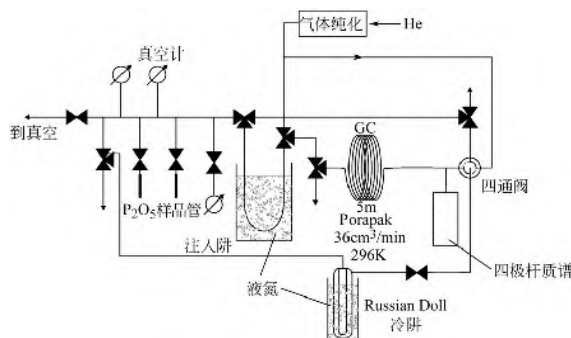 气体纯化
He
真空计
到真空
GC
四通阀
P₂O₅样品管
5m
Porapak
36cm³/min
296K
注入阱
四极杆质谱
液氮
Russian Doll
冷阱